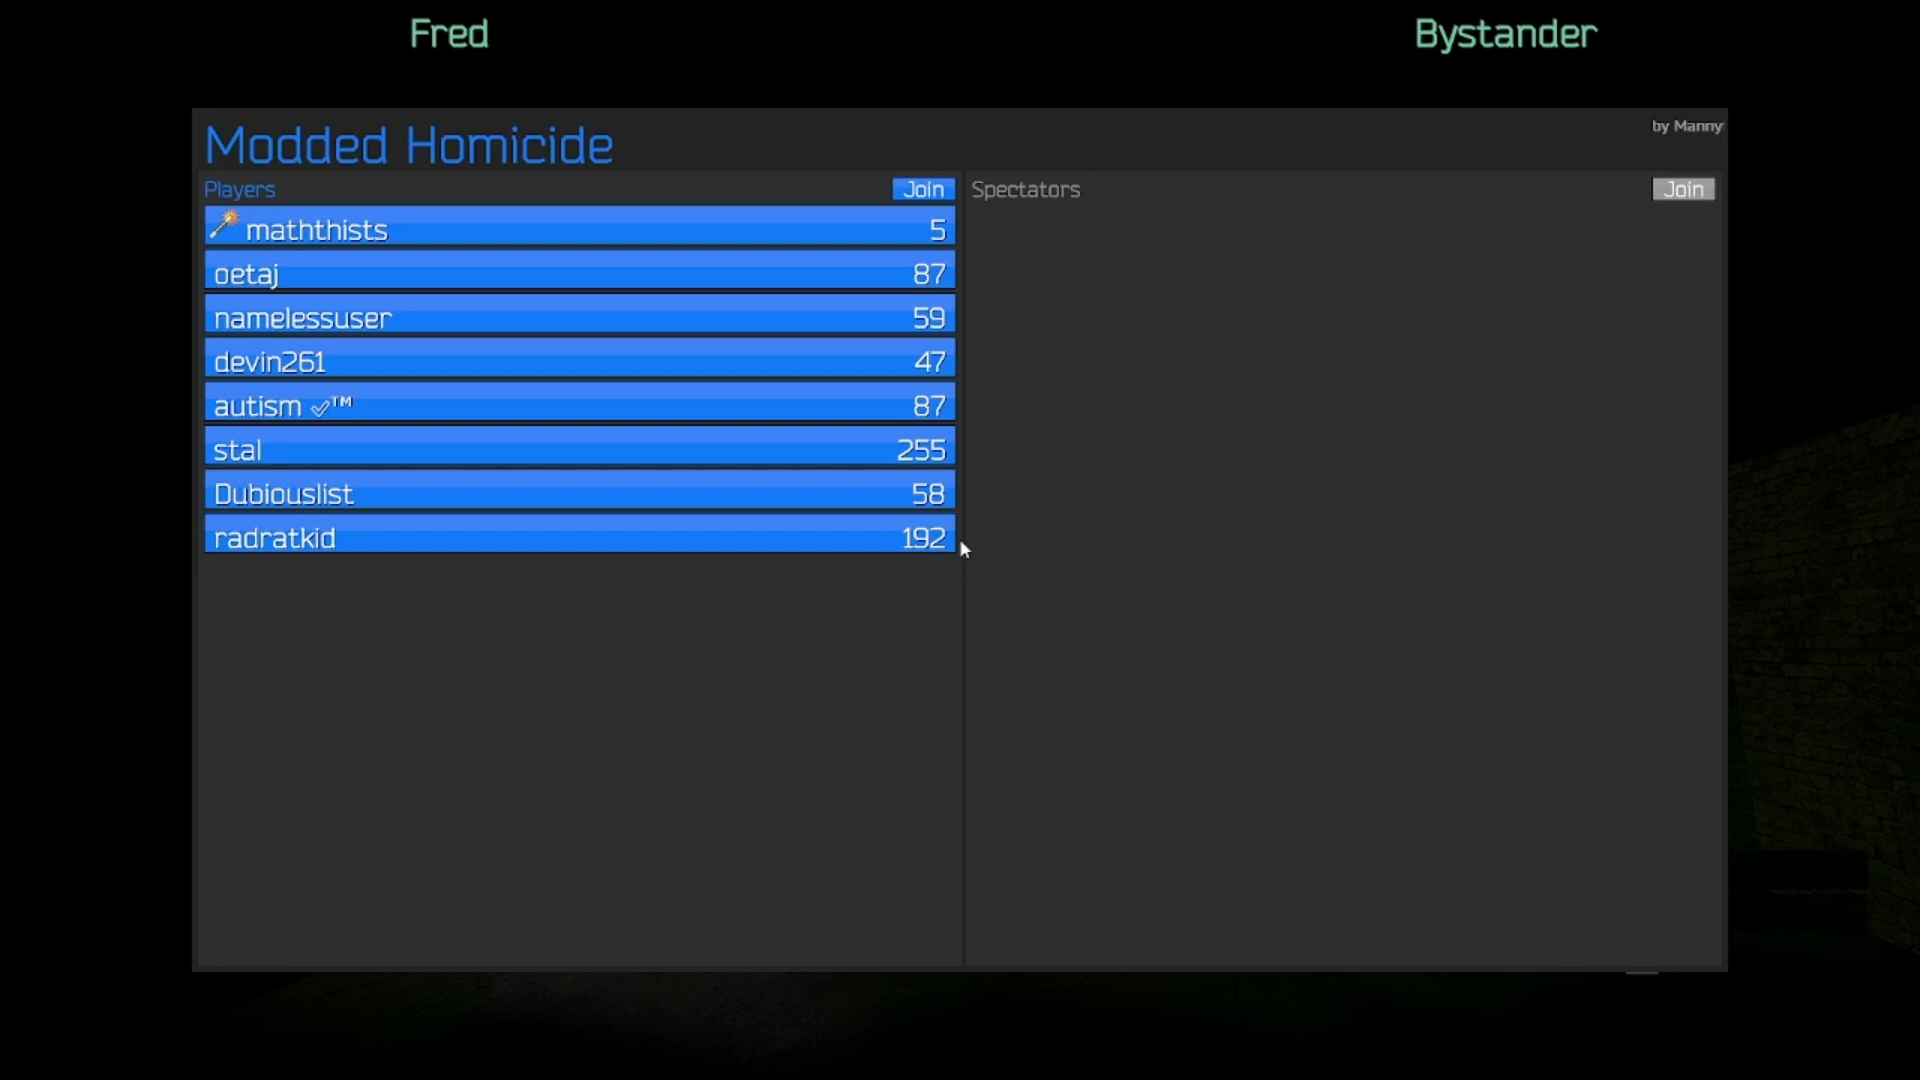 Fred
Bystander
Modded Homicide
by Manny
Players
Join
Spectators
Join
maththists 5
oetaj 87
namelessuser 59
devin261 47
autism ✓™ 87
stal 255
Dubiouslist 58
radratkid 192